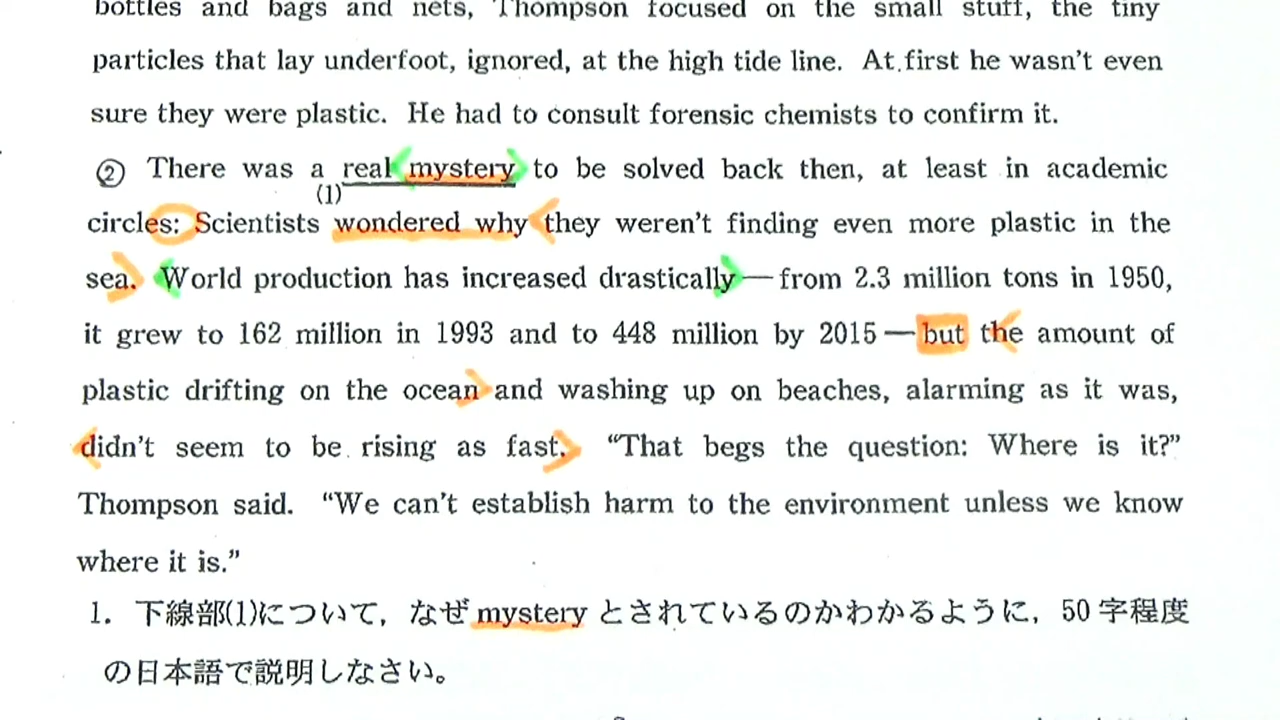 bottles and bags and nets, Thompson focused on the small stuff, the tiny
particles that lay underfoot, ignored, at the high tide line. At first he wasn't even
sure they were plastic. He had to consult forensic chemists to confirm it.
② There was a real mystery to be solved back then, at least in academic
(1)
circles: Scientists wondered why they weren't finding even more plastic in the
sea. World production has increased drastically — from 2.3 million tons in 1950,
it grew to 162 million in 1993 and to 448 million by 2015 — but the amount of
plastic drifting on the ocean and washing up on beaches, alarming as it was,
didn't seem to be rising as fast. “That begs the question: Where is it?”
Thompson said. “We can't establish harm to the environment unless we know
where it is.”
1. 下線部(1)について，なぜ mystery とされているのかわかるように，50 字程度
の日本語で説明しなさい。